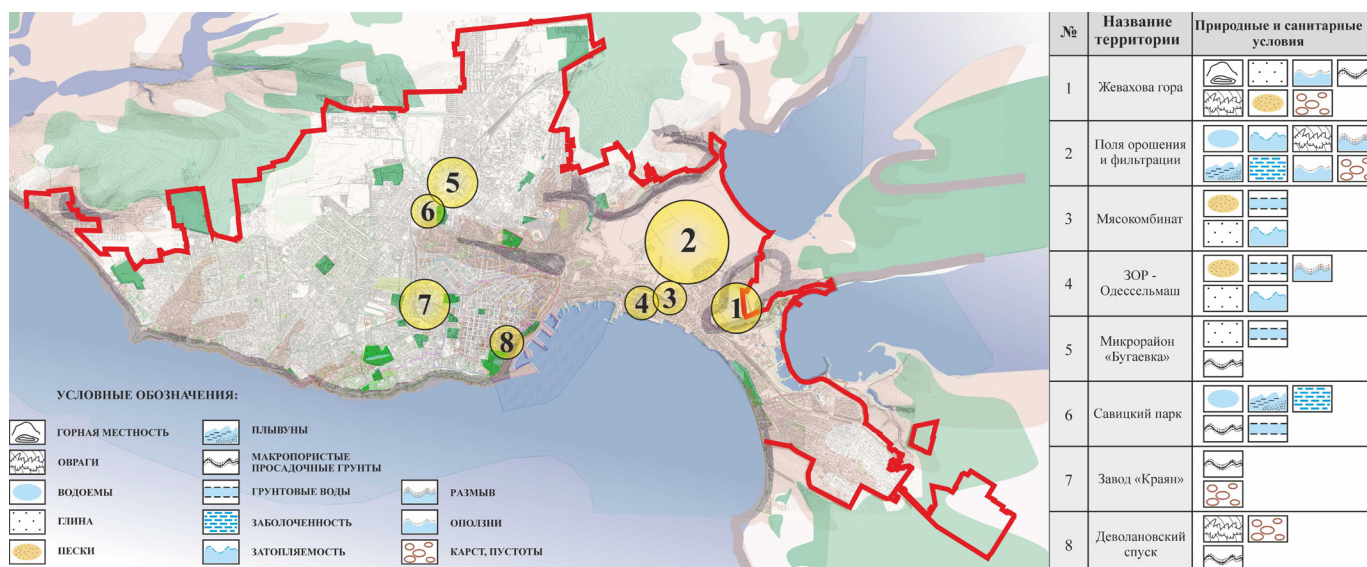 5
6
2
7
4
3
1
8
УСЛОВНЫЕ ОБОЗНАЧЕНИЯ:
ГОРНАЯ МЕСТНОСТЬ
ОВРАГИ
ВОДОЕМЫ
ГЛИНА
ПЕСКИ
ПЛЫВУНЫ
МАКРОПОРИСТЫЕ
ПРОСАДОЧНЫЕ ГРУНТЫ
ГРУНТОВЫЕ ВОДЫ
ЗАБОЛОЧЕННОСТЬ
ЗАТОПЛЯЕМОСТЬ
РАЗМЫВ
ОПОЛЗНИ
КАРСТ, ПУСТОТЫ
№
Название
территории
Природные и санитарные
условия
1
Жевахова гора
2
Поля орошения
и фильтрации
3
Мясокомбинат
4
ЗОР -
Одессельмаш
5
Микрорайон
«Бугаевка»
6
Савицкий парк
7
Завод «Краян»
8
Деволановский
спуск